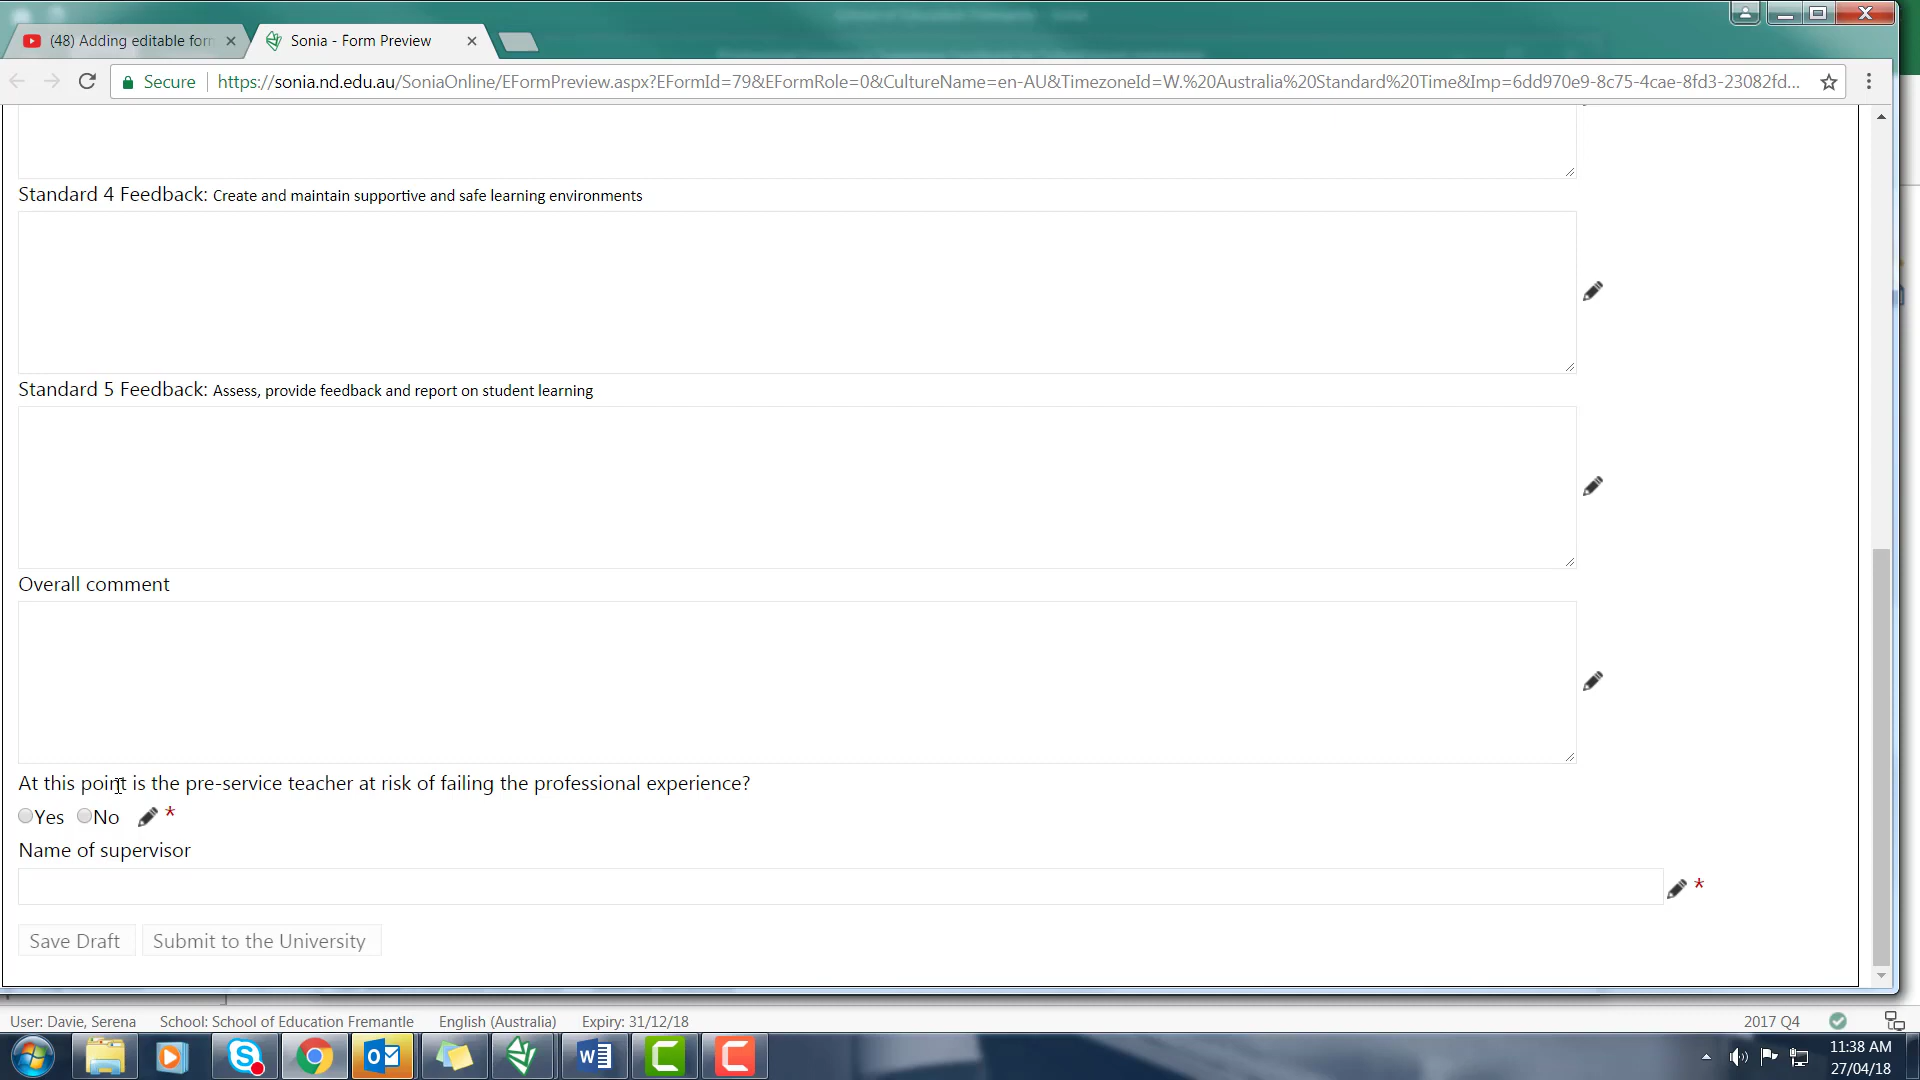 (48) Adding editable for
Sonia - Form Preview
Secure
https://sonia.nd.edu.au/SoniaOnline/EFormPreview.aspx?EFormId=79&EFormRole=0&CultureName=en-AU&TimezoneId=W.%20Australia%20Standard%20Time&Imp=6dd970e9-8c75-4cae-8fd3-23082fd...
Standard 4 Feedback: Create and maintain supportive and safe learning environments
Standard 5 Feedback: Assess, provide feedback and report on student learning
Overall comment
At this point is the pre-service teacher at risk of failing the professional experience?
Yes No *
Name of supervisor
*
Save Draft Submit to the University
User: Davie, Serena School: School of Education Fremantle English (Australia) Expiry: 31/12/18 2017 Q4
11:38 AM
27/04/18